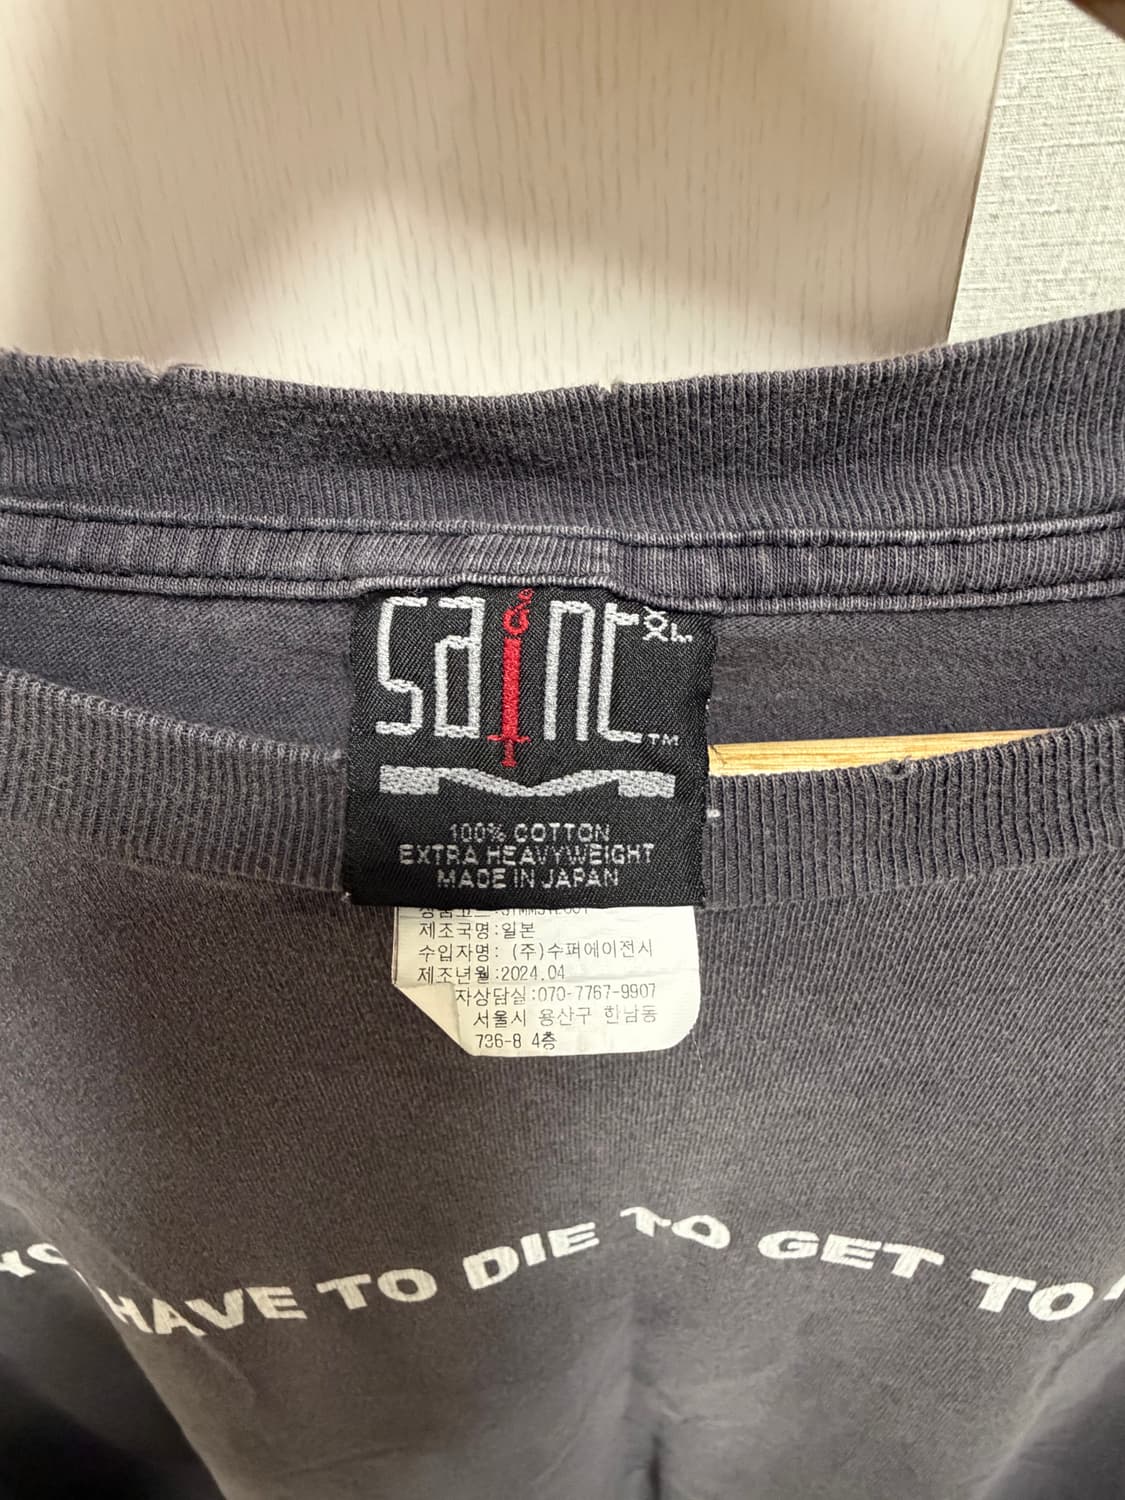 saint
TM
100% COTTON
EXTRA HEAVYWEIGHT
MADE IN JAPAN
제조국명:일본
수입자명: (주)수퍼에이전시
제조년월:2024.04
자상담실:070-7767-9907
서울시 용산구 한남동
736-8 4층
HAVE TO DIE TO GET TO